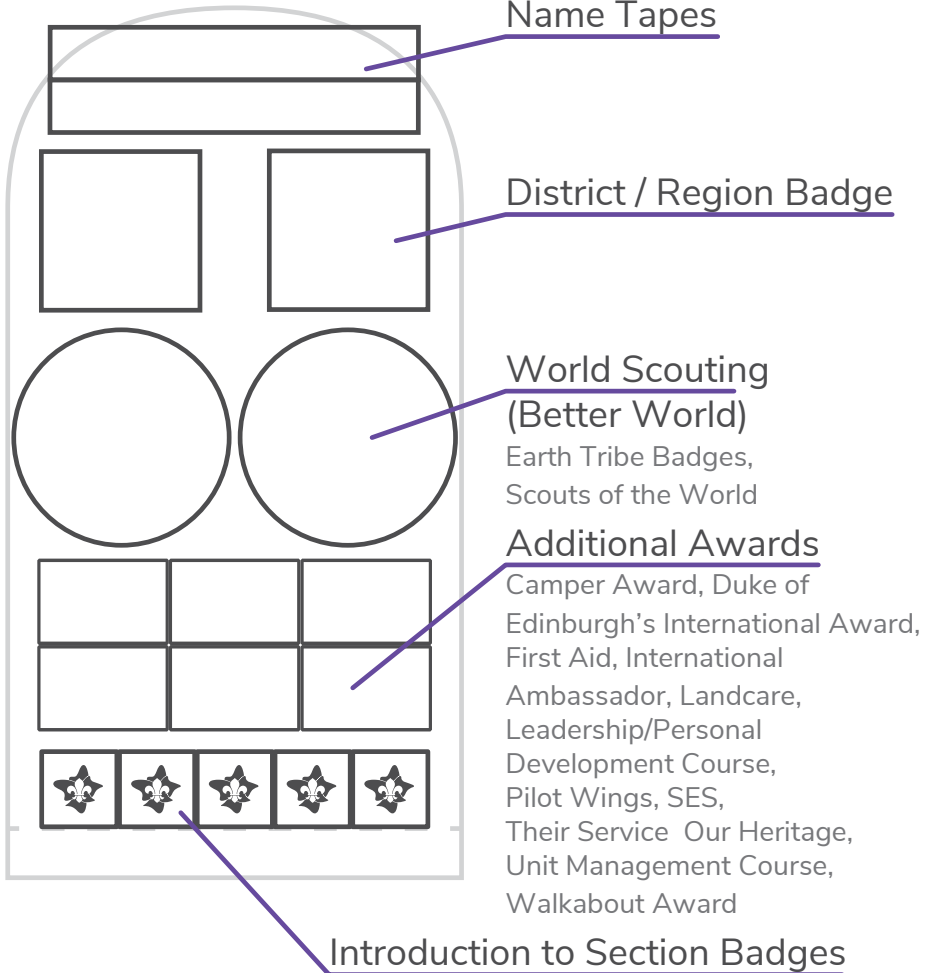 Name Tapes
District / Region Badge
World Scouting
(Better World)
Earth Tribe Badges,
Scouts of the World
Additional Awards
Camper Award, Duke of
Edinburgh’s International Award,
First Aid, International
Ambassador, Landcare,
Leadership/Personal
Development Course,
Pilot Wings, SES,
Their Service  Our Heritage,
Unit Management Course,
Walkabout Award
Introduction to Section Badges